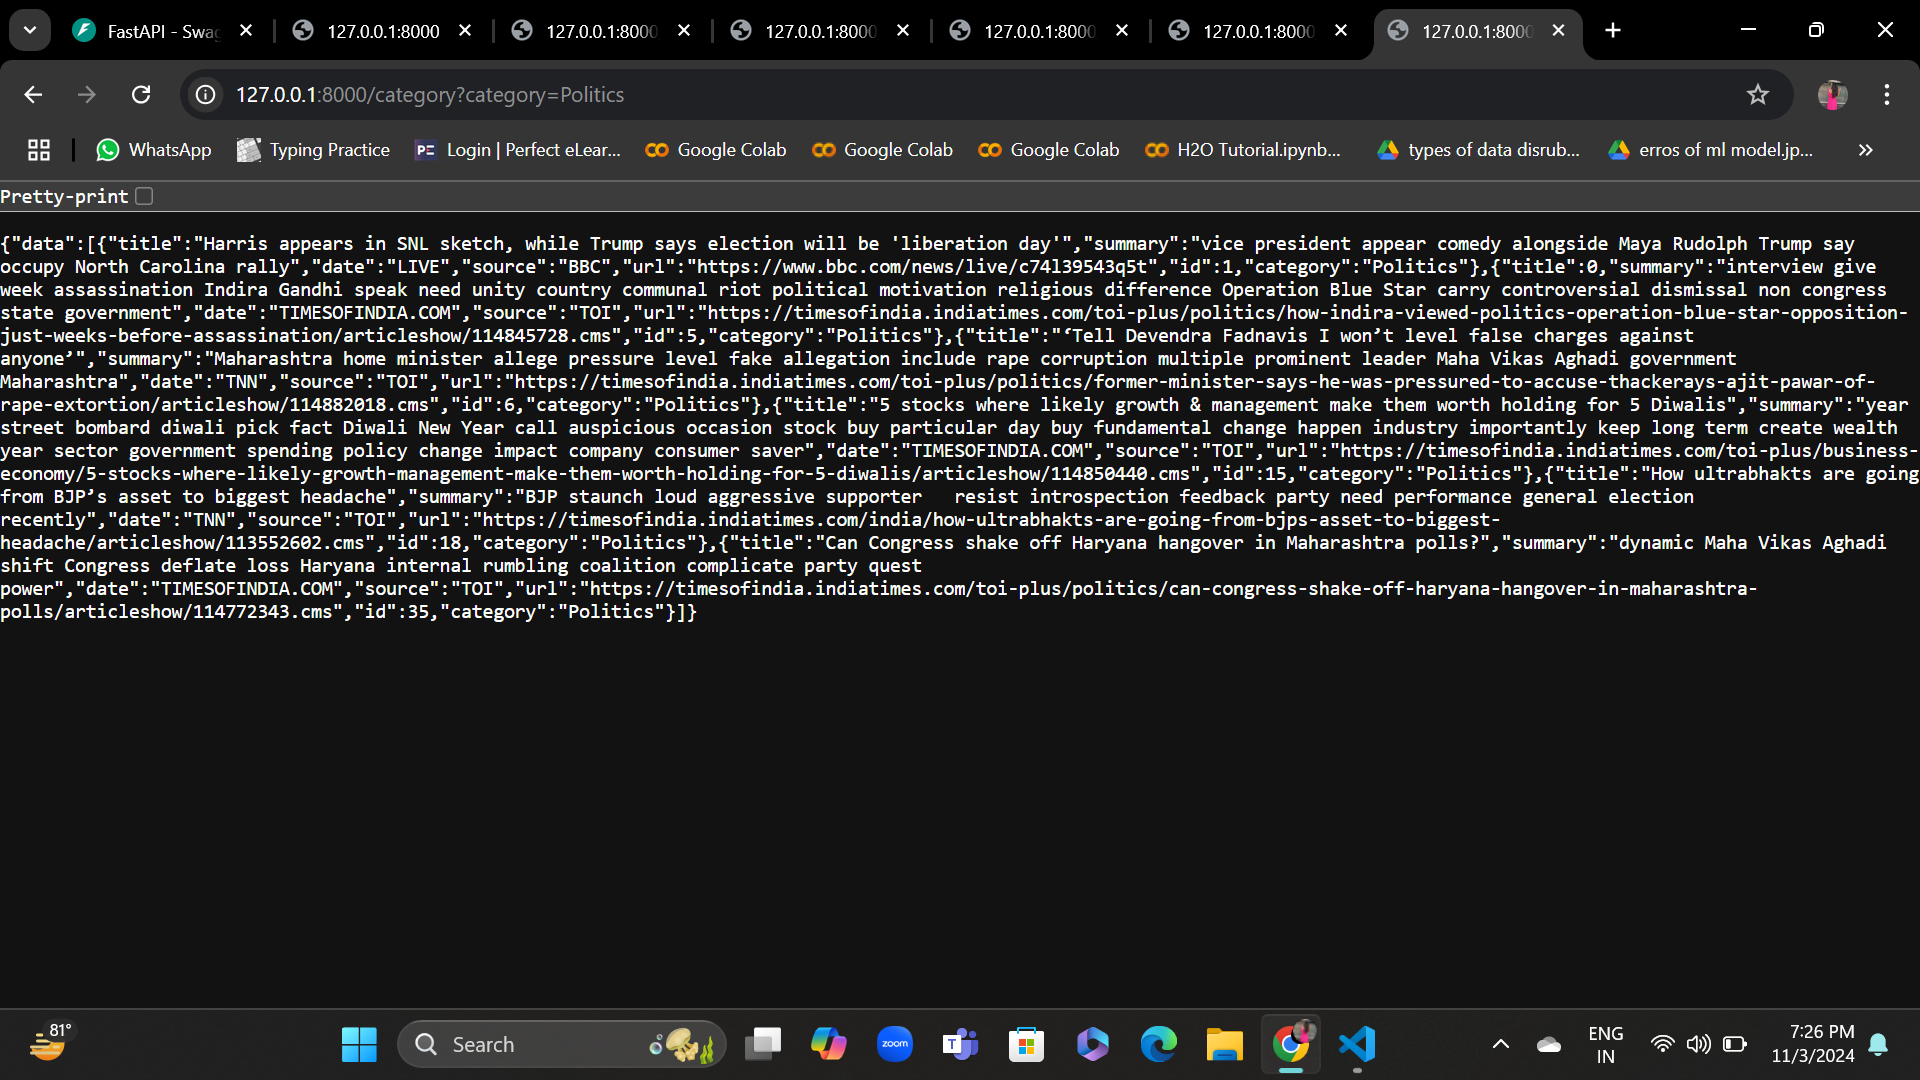 FastAPI - Swag
127.0.0.1:8000
127.0.0.1:8000
127.0.0.1:8000
127.0.0.1:8000
127.0.0.1:8000
127.0.0.1:8000
127.0.0.1:8000/category?category=Politics
WhatsApp
Typing Practice
PE Login | Perfect eLear...
Google Colab
Google Colab
Google Colab
H2O Tutorial.ipynb...
types of data disrub...
erros of ml model.jp...
Pretty-print
{"data":[{"title":"Harris appears in SNL sketch, while Trump says election will be 'liberation day'","summary":"vice president appear comedy alongside Maya Rudolph Trump say
occupy North Carolina rally","date":"LIVE","source":"BBC","url":"https://www.bbc.com/news/live/c74l39543q5t","id":1,"category":"Politics"},{"title":0,"summary":"interview give
week assassination Indira Gandhi speak need unity country communal riot political motivation religious difference Operation Blue Star carry controversial dismissal non congress
state government","date":"TIMESOFINDIA.COM","source":"TOI","url":"https://timesofindia.indiatimes.com/toi-plus/politics/how-indira-viewed-politics-operation-blue-star-opposition-
just-weeks-before-assassination/articleshow/114845728.cms","id":5,"category":"Politics"},{"title":"‘Tell Devendra Fadnavis I won’t level false charges against
anyone’","summary":"Maharashtra home minister allege pressure level fake allegation include rape corruption multiple prominent leader Maha Vikas Aghadi government
Maharashtra","date":"TNN","source":"TOI","url":"https://timesofindia.indiatimes.com/toi-plus/politics/former-minister-says-he-was-pressured-to-accuse-thackerays-ajit-pawar-of-
rape-extortion/articleshow/114882018.cms","id":6,"category":"Politics"},{"title":"5 stocks where likely growth & management make them worth holding for 5 Diwalis","summary":"year
street bombard diwali pick fact Diwali New Year call auspicious occasion stock buy particular day buy fundamental change happen industry importantly keep long term create wealth
year sector government spending policy change impact company consumer saver","date":"TIMESOFINDIA.COM","source":"TOI","url":"https://timesofindia.indiatimes.com/toi-plus/business-
economy/5-stocks-where-likely-growth-management-make-them-worth-holding-for-5-diwalis/articleshow/114850440.cms","id":15,"category":"Politics"},{"title":"How ultrabhakts are going
from BJP’s asset to biggest headache","summary":"BJP staunch loud aggressive supporter   resist introspection feedback party need performance general election
recently","date":"TNN","source":"TOI","url":"https://timesofindia.indiatimes.com/india/how-ultrabhakts-are-going-from-bjps-asset-to-biggest-
headache/articleshow/113552602.cms","id":18,"category":"Politics"},{"title":"Can Congress shake off Haryana hangover in Maharashtra polls?","summary":"dynamic Maha Vikas Aghadi
shift Congress deflate loss Haryana internal rumbling coalition complicate party quest
power","date":"TIMESOFINDIA.COM","source":"TOI","url":"https://timesofindia.indiatimes.com/toi-plus/politics/can-congress-shake-off-haryana-hangover-in-maharashtra-
polls/articleshow/114772343.cms","id":35,"category":"Politics"}]}
81°
Search
zoom
ENG
IN
7:26 PM
11/3/2024